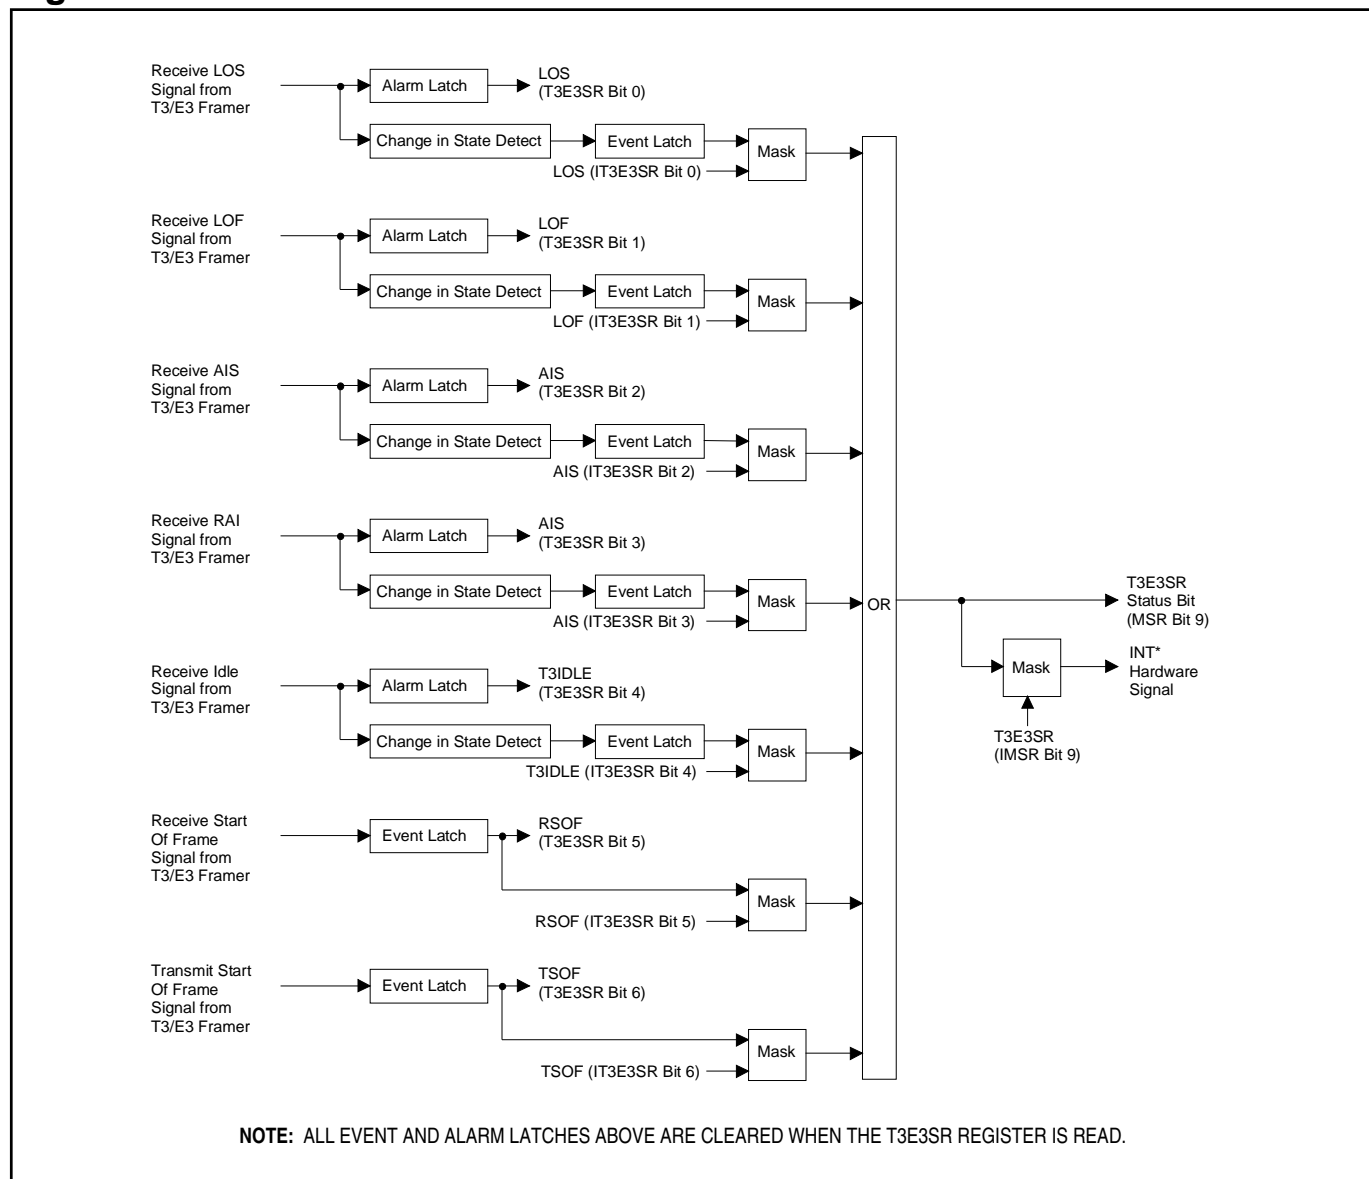 Receive LOS
Signal from
T3/E3 Framer
Alarm Latch
LOS
(T3E3SR Bit 0)
Change in State Detect
Event Latch
Mask
LOS (IT3E3SR Bit 0)
Receive LOF
Signal from
T3/E3 Framer
Alarm Latch
LOF
(T3E3SR Bit 1)
Change in State Detect
Event Latch
Mask
LOF (IT3E3SR Bit 1)
Receive AIS
Signal from
T3/E3 Framer
Alarm Latch
AIS
(T3E3SR Bit 2)
Change in State Detect
Event Latch
Mask
AIS (IT3E3SR Bit 2)
Receive RAI
Signal from
T3/E3 Framer
Alarm Latch
AIS
(T3E3SR Bit 3)
Change in State Detect
Event Latch
Mask
AIS (IT3E3SR Bit 3)
Receive Idle
Signal from
T3/E3 Framer
Alarm Latch
T3IDLE
(T3E3SR Bit 4)
Change in State Detect
Event Latch
Mask
T3IDLE (IT3E3SR Bit 4)
Receive Start
Of Frame
Signal from
T3/E3 Framer
Event Latch
RSOF
(T3E3SR Bit 5)
Mask
RSOF (IT3E3SR Bit 5)
Transmit Start
Of Frame
Signal from
T3/E3 Framer
Event Latch
TSOF
(T3E3SR Bit 6)
Mask
TSOF (IT3E3SR Bit 6)
OR
T3E3SR
Status Bit
(MSR Bit 9)
Mask
INT*
Hardware
Signal
T3E3SR
(IMSR Bit 9)
NOTE: ALL EVENT AND ALARM LATCHES ABOVE ARE CLEARED WHEN THE T3E3SR REGISTER IS READ.